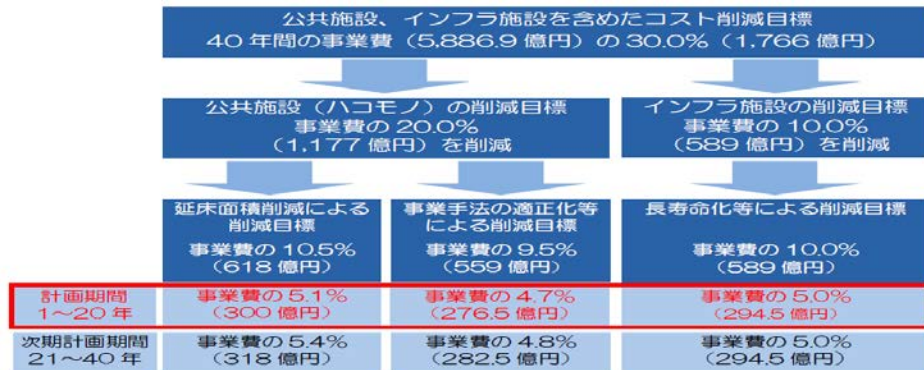 公共施設、インフラ施設を含めたコスト削減目標
40年間の事業費（5,886.9億円）の30.0%（1,766億円）
公共施設（ハコモノ）の削減目標
事業費の20.0%
（1,177億円）を削減
インフラ施設の削減目標
事業費の10.0%
（589億円）を削減
延床面積削減による
削減目標
事業費の10.5%
（618億円）
事業手法の適正化等
による削減目標
事業費の9.5%
（559億円）
長寿命化等による削減目標
事業費の10.0%
（589億円）
計画期間
1～20年
事業費の5.1%
（300億円）
事業費の4.7%
（276.5億円）
事業費の5.0%
（294.5億円）
次期計画期間
21～40年
事業費の5.4%
（318億円）
事業費の4.8%
（282.5億円）
事業費の5.0%
（294.5億円）